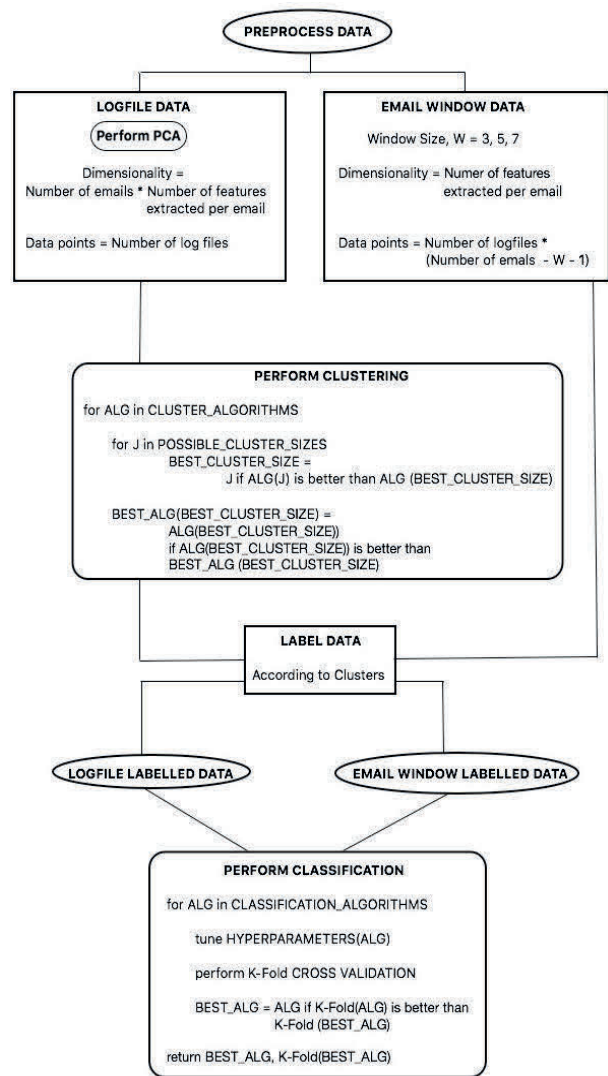 PREPROCESS DATA
LOGFILE DATA
Perform PCA
Dimensionality =
Number of emails * Number of features
extracted per email
Data points = Number of log files
EMAIL WINDOW DATA
Window Size, W = 3, 5, 7
Dimensionality = Numer of features
extracted per email
Data points = Number of logfiles *
(Number of emals - W - 1)
PERFORM CLUSTERING
for ALG in CLUSTER_ALGORITHMS
for J in POSSIBLE_CLUSTER_SIZES
BEST_CLUSTER_SIZE =
J if ALG(J) is better than ALG (BEST_CLUSTER_SIZE)
BEST_ALG(BEST_CLUSTER_SIZE) =
ALG(BEST_CLUSTER_SIZE))
if ALG(BEST_CLUSTER_SIZE)) is better than
BEST_ALG (BEST_CLUSTER_SIZE)
LABEL DATA
According to Clusters
LOGFILE LABELLED DATA
EMAIL WINDOW LABELLED DATA
PERFORM CLASSIFICATION
for ALG in CLASSIFICATION_ALGORITHMS
tune HYPERPARAMETERS(ALG)
perform K-Fold CROSS VALIDATION
BEST_ALG = ALG if K-Fold(ALG) is better than
K-Fold (BEST_ALG)
return BEST_ALG, K-Fold(BEST_ALG)